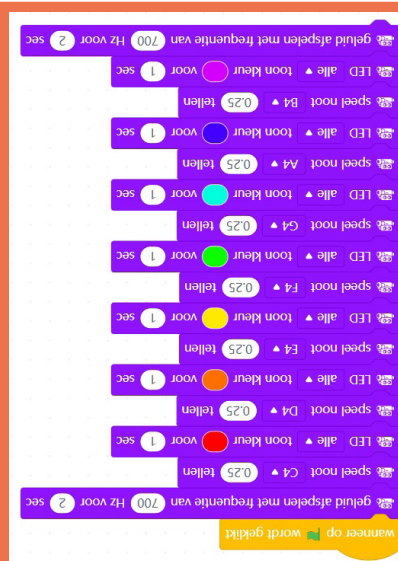 wanneer op wordt geklikt
geluid afspelen met frequentie van 700 Hz voor 2 sec
speel noot C4 0.25 tellen
LED alle toon kleur voor 1 sec
speel noot D4 0.25 tellen
LED alle toon kleur voor 1 sec
speel noot E4 0.25 tellen
LED alle toon kleur voor 1 sec
speel noot F4 0.25 tellen
LED alle toon kleur voor 1 sec
speel noot G4 0.25 tellen
LED alle toon kleur voor 1 sec
speel noot A4 0.25 tellen
LED alle toon kleur voor 1 sec
speel noot B4 0.25 tellen
LED alle toon kleur voor 1 sec
geluid afspelen met frequentie van 700 Hz voor 2 sec